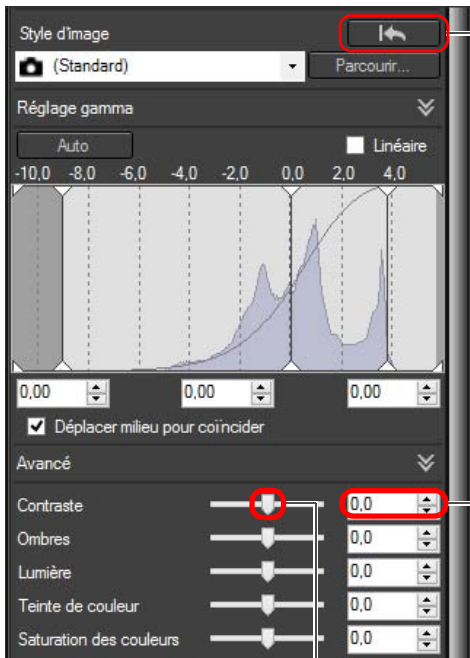 Style d'image
(Standard) Parcourir...
Réglage gamma
Auto Linéaire
-10,0 -8,0 -6,0 -4,0 -2,0 0,0 2,0 4,0
0,00 0,00 0,00
Déplacer milieu pour coïncider
Avancé
Contraste 0,0
Ombres 0,0
Lumière 0,0
Teinte de couleur 0,0
Saturation des couleurs 0,0